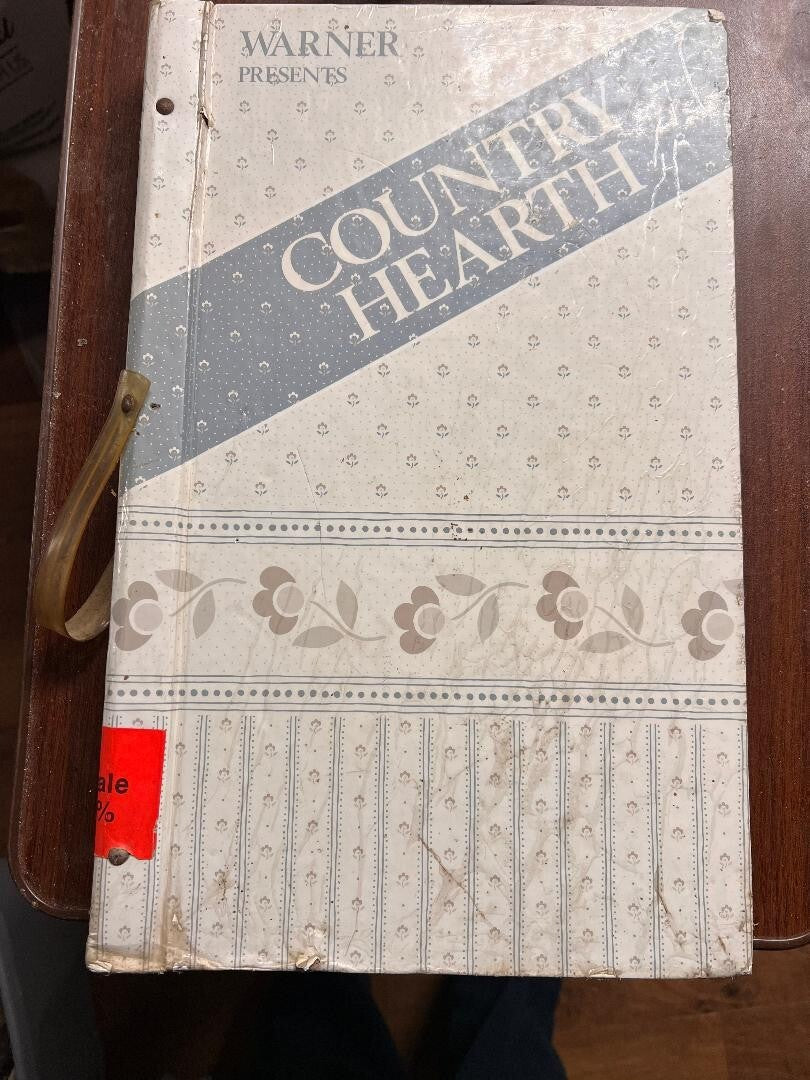 WARNER
PRESENTS
COUNTRY
HEARTH
ale
%